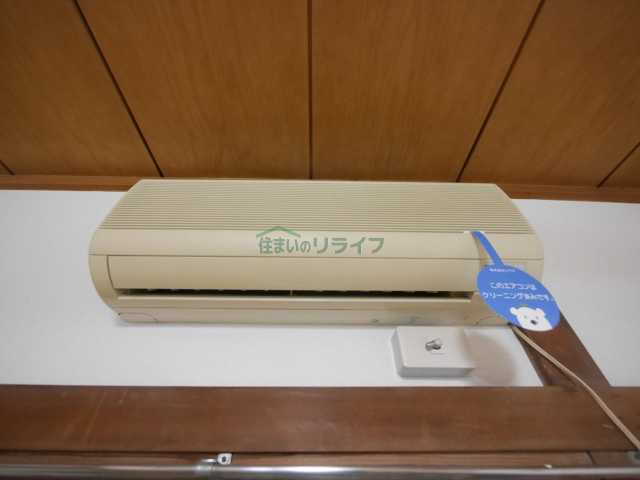 住まいのリライフ
このエアコンは
クリーニング済みです。